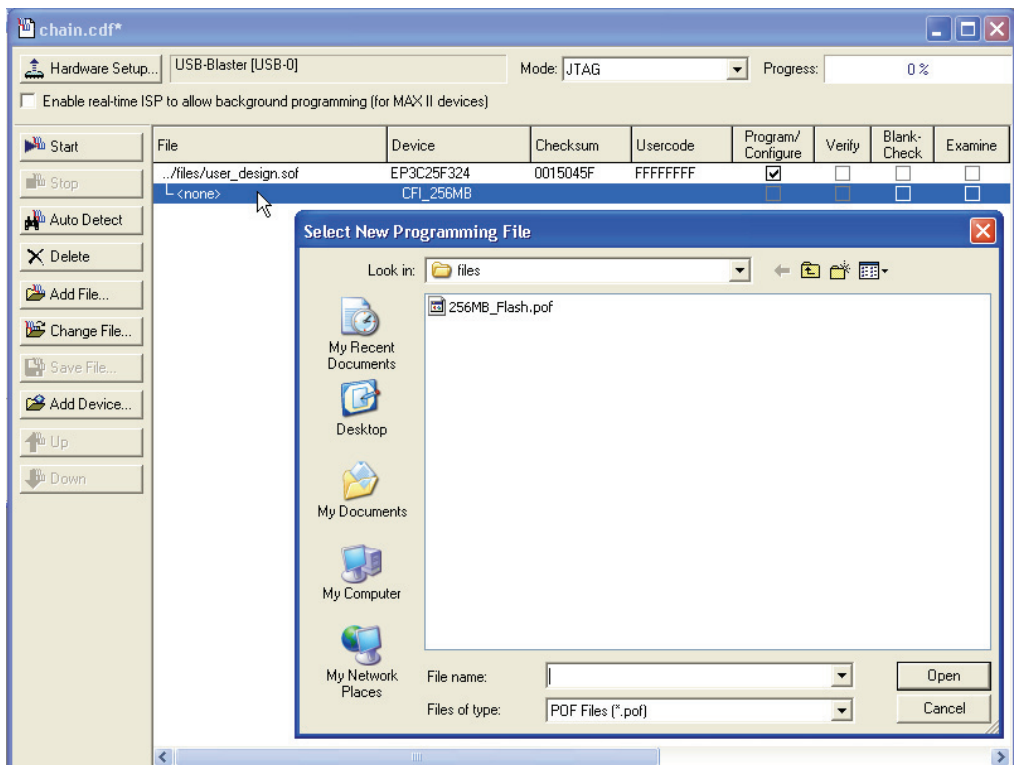 chain.cdf*
Hardware Setup... USB-Blaster [USB-0] Mode: JTAG Progress: 0 %
Enable real-time ISP to allow background programming (for MAX II devices)
Start
Stop
Auto Detect
Delete
Add File...
Change File...
Save File...
Add Device...
Up
Down
File Device Checksum Usercode Program/ Configure Verify Blank- Check Examine
../files/user_design.sof EP3C25F324 0015045F FFFFFFFF
<none> CFI_256MB
Select New Programming File
Look in: files
My Recent
Documents
Desktop
My Documents
My Computer
My Network
Places
256MB_Flash.pof
File name: Open
Files of type: POF Files (*.pof) Cancel